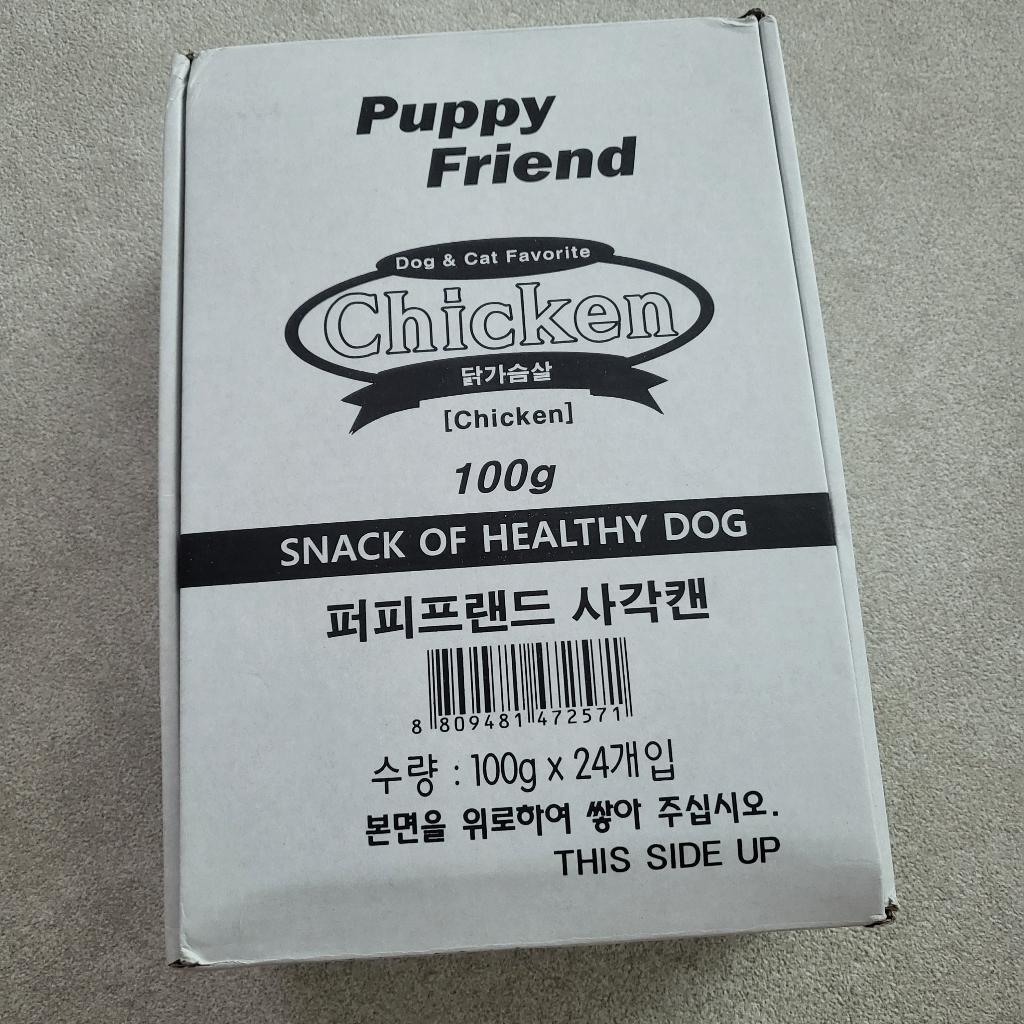 Puppy
Friend
Dog & Cat Favorite
Chicken
닭가슴살
[Chicken]
100g
SNACK OF HEALTHY DOG
퍼피프랜드 사각캔
8 809481 472571
수량 : 100g x 24개입
본면을 위로하여 쌓아 주십시오.
THIS SIDE UP